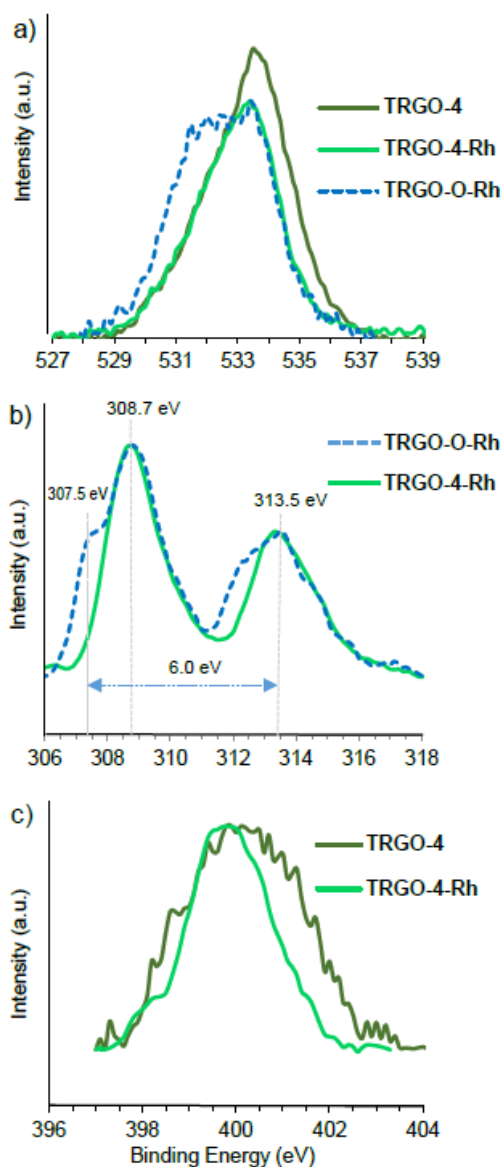 a)
Intensity (a.u.)
TRGO-4
TRGO-4-Rh
TRGO-O-Rh
527 529 531 533 535 537 539
b)
308.7 eV
307.5 eV
313.5 eV
TRGO-O-Rh
TRGO-4-Rh
Intensity (a.u.)
6.0 eV
306 308 310 312 314 316 318
c)
TRGO-4
TRGO-4-Rh
Intensity (a.u.)
396 398 400 402 404
Binding Energy (eV)